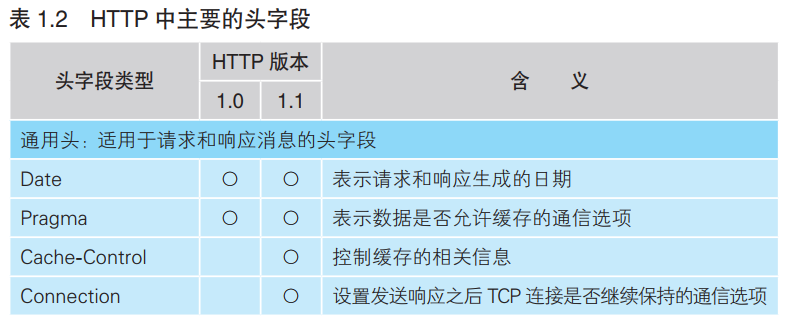 表 1.2 HTTP 中主要的头字段
头字段类型 HTTP 版本 含 义
1.0 1.1
通用头：适用于请求和响应消息的头字段
Date ○ ○ 表示请求和响应生成的日期
Pragma ○ ○ 表示数据是否允许缓存的通信选项
Cache-Control ○ 控制缓存的相关信息
Connection ○ 设置发送响应之后 TCP 连接是否继续保持的通信选项